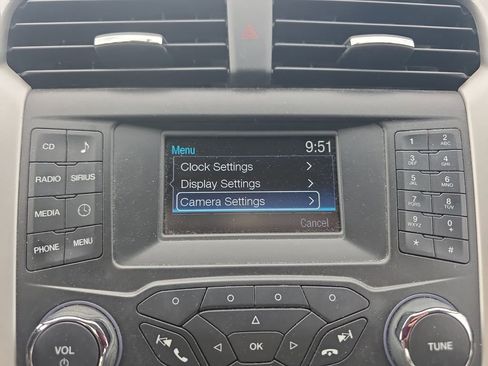 Menu 9:51
Clock Settings >
Display Settings >
Camera Settings >
Cancel
CD
RADIO SIRIUS
MEDIA
PHONE MENU
1 2 ABC
3 DEF 4 GHI
5 JKL 6 MNO
7 PQRS 8 TUV
9 WXYZ 0 +
* #
VOL
OK
TUNE